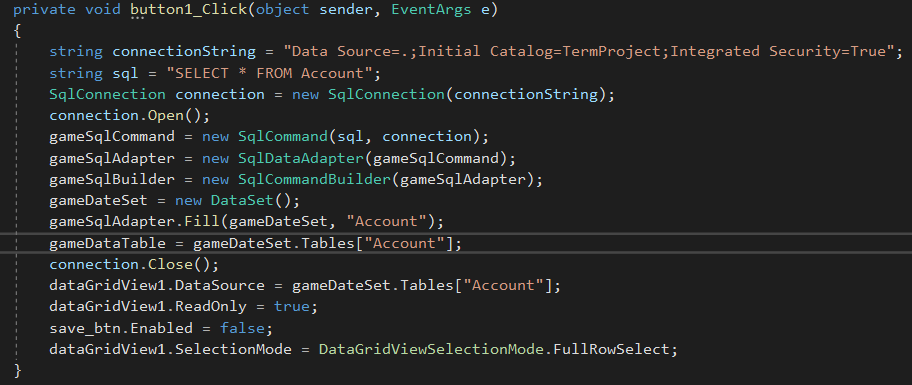 private void button1_Click(object sender, EventArgs e)
{
string connectionString = "Data Source=.;Initial Catalog=TermProject;Integrated Security=True";
string sql = "SELECT * FROM Account";
SqlConnection connection = new SqlConnection(connectionString);
connection.Open();
gameSqlCommand = new SqlCommand(sql, connection);
gameSqlAdapter = new SqlDataAdapter(gameSqlCommand);
gameSqlBuilder = new SqlCommandBuilder(gameSqlAdapter);
gameDateSet = new DataSet();
gameSqlAdapter.Fill(gameDateSet, "Account");
gameDataTable = gameDateSet.Tables["Account"];
connection.Close();
dataGridView1.DataSource = gameDateSet.Tables["Account"];
dataGridView1.ReadOnly = true;
save_btn.Enabled = false;
dataGridView1.SelectionMode = DataGridViewSelectionMode.FullRowSelect;
}